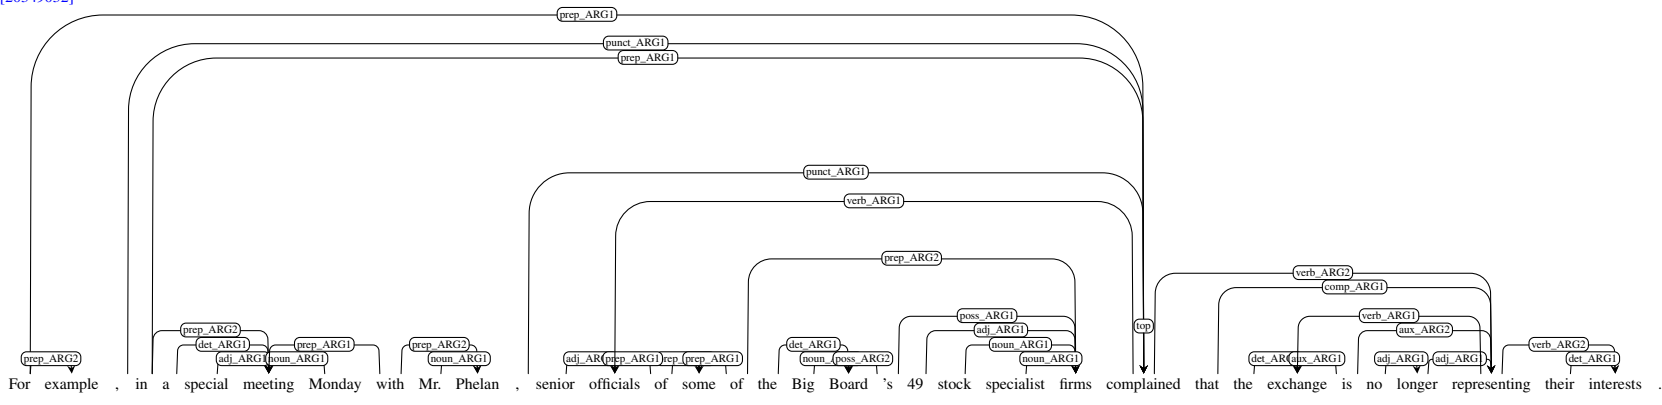 prep_ARG1
punct_ARG1
prep_ARG1
punct_ARG1
verb_ARG1
prep_ARG2
verb_ARG2
comp_ARG1
poss_ARG1 verb_ARG1
top
prep_ARG2 adj_ARG1 aux_ARG2
det_ARG1 prep_ARG1 prep_ARG2 det_ARG1 noun_ARG1 verb_ARG2
prep_ARG2 adj_ARG1 noun_ARG1 noun_ARG1 prep_ARG1 prep_ARG1 poss_ARG2 noun_ARG1 aux_ARG1 adj_ARG1 adj_ARG1 det_ARG1
For example , in a special meeting Monday with Mr. Phelan , senior officials of some of the Big Board 's 49 stock specialist firms complained that the exchange is no longer representing their interests .